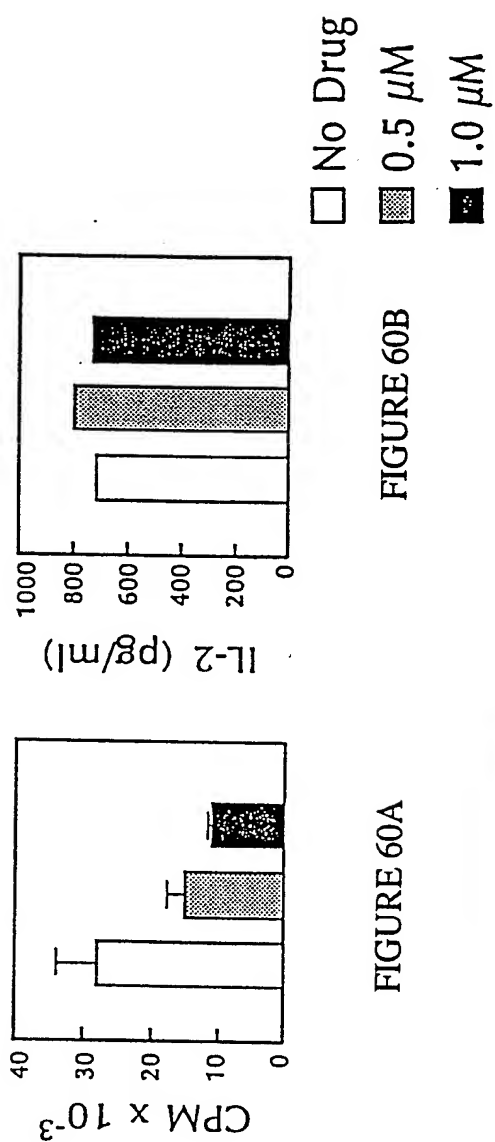 CPM x 10⁻³
40
30
20
10
0
FIGURE 60A
IL-2 (pg/ml)
1000
800
600
400
200
0
FIGURE 60B
No Drug
0.5 μM
1.0 μM